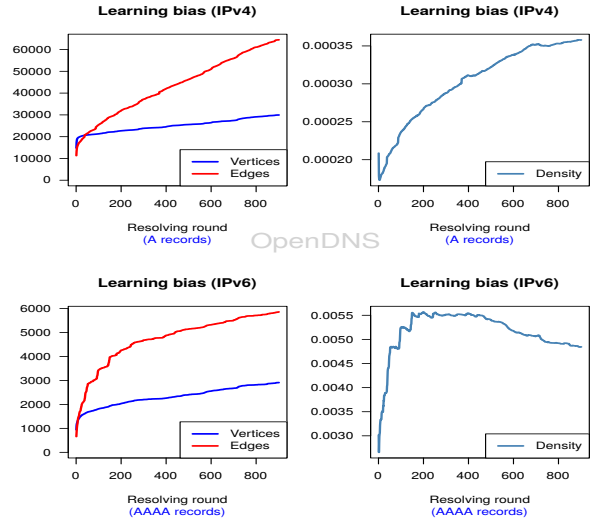 Learning bias (IPv4)
60000
50000
40000
30000
20000
10000
0
Vertices
Edges
0 200 400 600 800
Resolving round
(A records)
Learning bias (IPv4)
0.00035
0.00030
0.00025
0.00020
Density
0 200 400 600 800
Resolving round
(A records)
OpenDNS
Learning bias (IPv6)
6000
5000
4000
3000
2000
1000
0
Vertices
Edges
0 200 400 600 800
Resolving round
(AAAA records)
Learning bias (IPv6)
0.0055
0.0050
0.0045
0.0040
0.0035
0.0030
Density
0 200 400 600 800
Resolving round
(AAAA records)